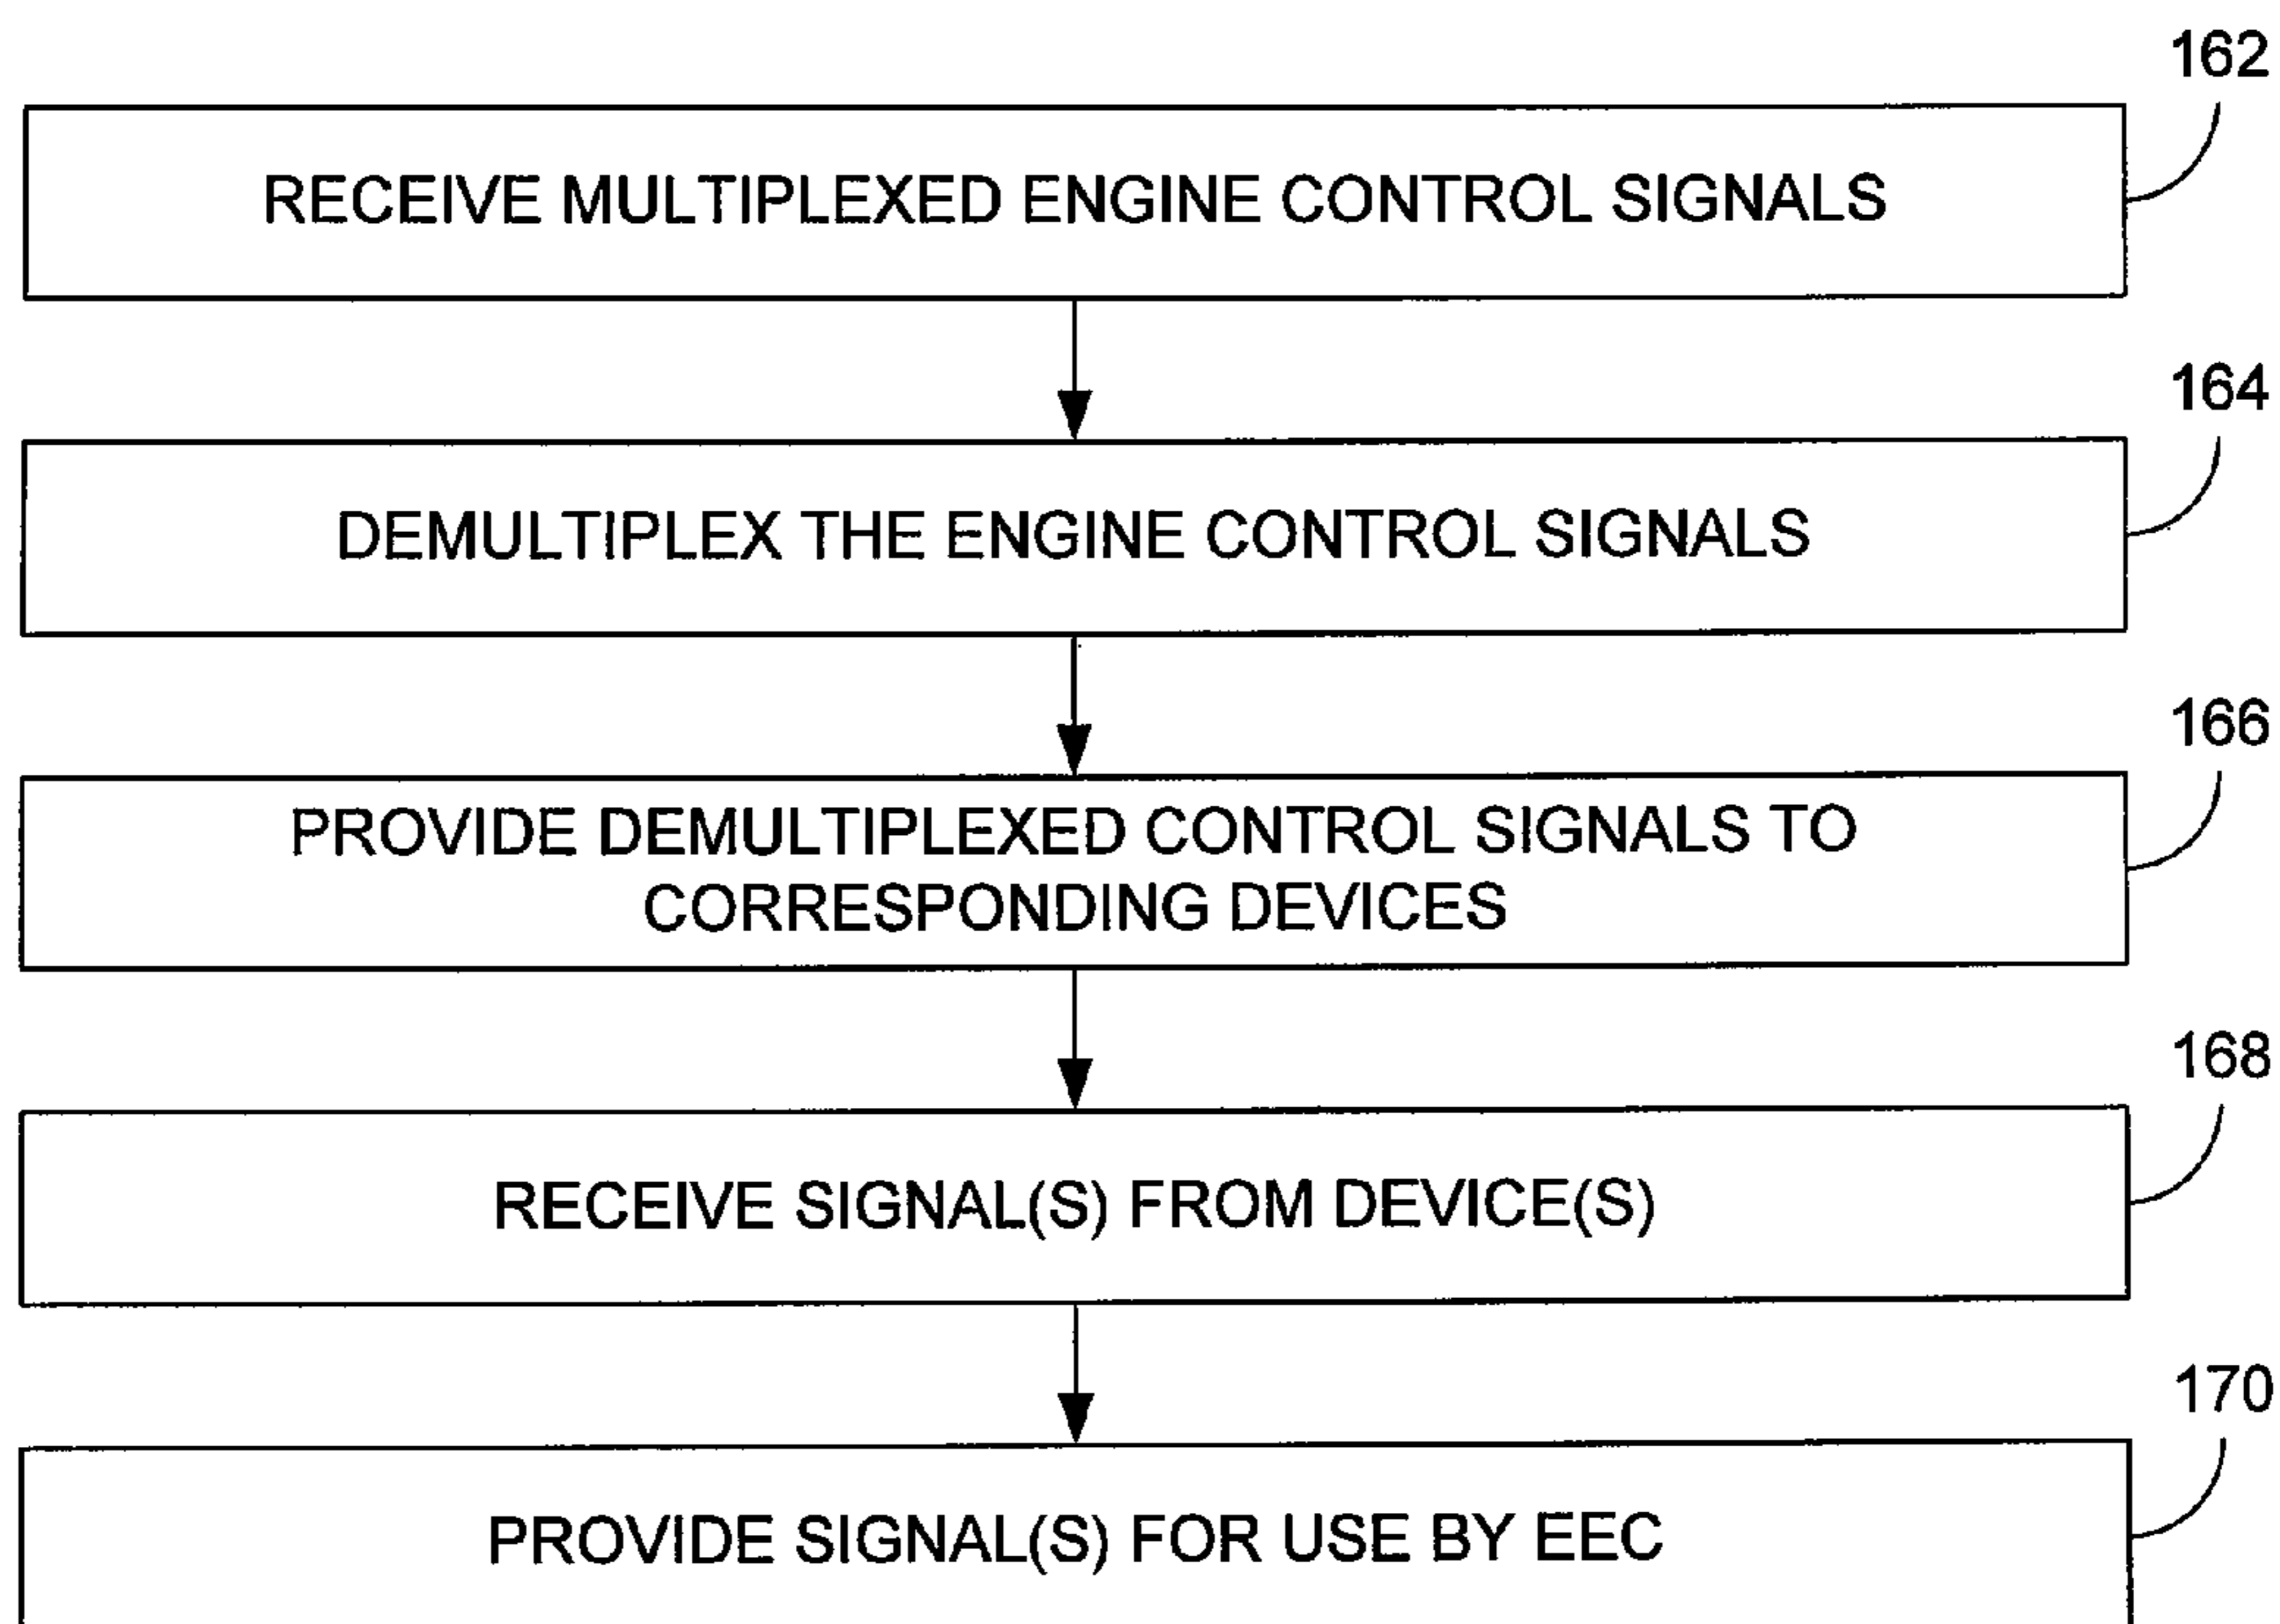 162
RECEIVE MULTIPLEXED ENGINE CONTROL SIGNALS
164
DEMULTIPLEX THE ENGINE CONTROL SIGNALS
166
PROVIDE DEMULTIPLEXED CONTROL SIGNALS TO
CORRESPONDING DEVICES
168
RECEIVE SIGNAL(S) FROM DEVICE(S)
170
PROVIDE SIGNAL(S) FOR USE BY EEC